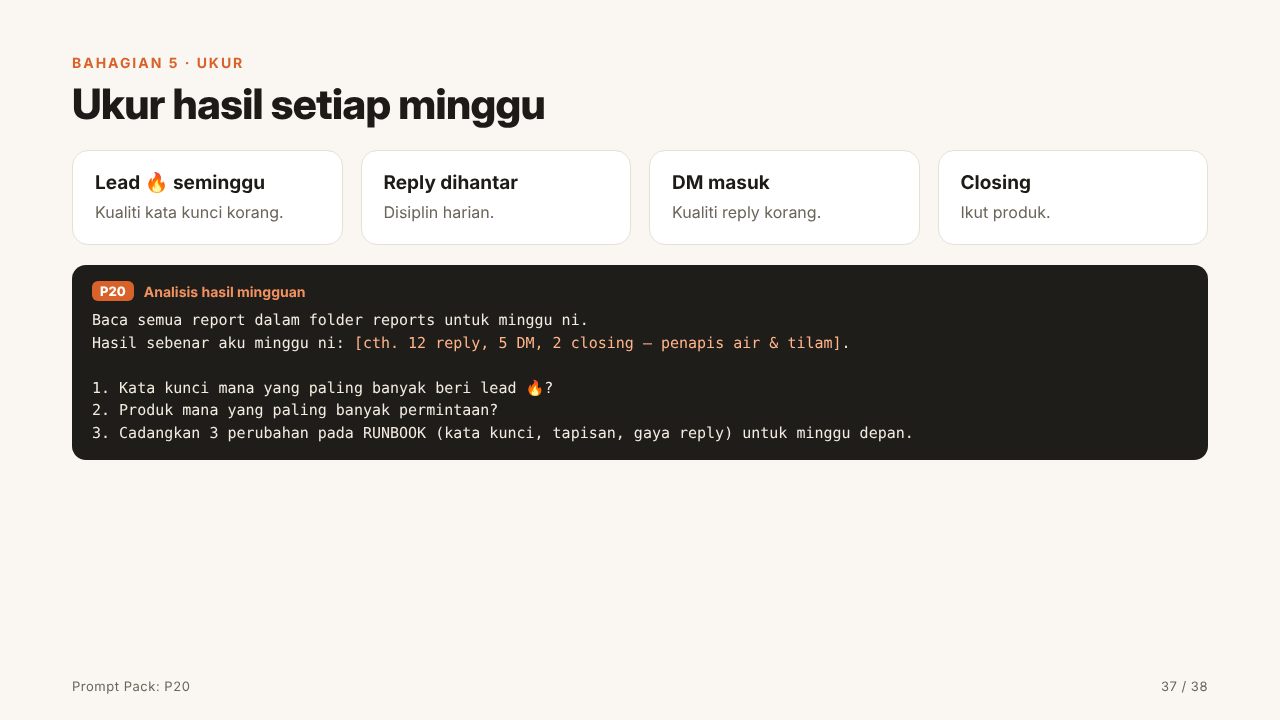 BAHAGIAN 5 · UKUR
Ukur hasil setiap minggu
Lead 🔥 seminggu
Kualiti kata kunci korang.
Reply dihantar
Disiplin harian.
DM masuk
Kualiti reply korang.
Closing
Ikut produk.
P20 Analisis hasil mingguan
Baca semua report dalam folder reports untuk minggu ni.
Hasil sebenar aku minggu ni: [cth. 12 reply, 5 DM, 2 closing — penapis air & tilam].
1. Kata kunci mana yang paling banyak beri lead 🔥?
2. Produk mana yang paling banyak permintaan?
3. Cadangkan 3 perubahan pada RUNBOOK (kata kunci, tapisan, gaya reply) untuk minggu depan.
Prompt Pack: P20
37 / 38